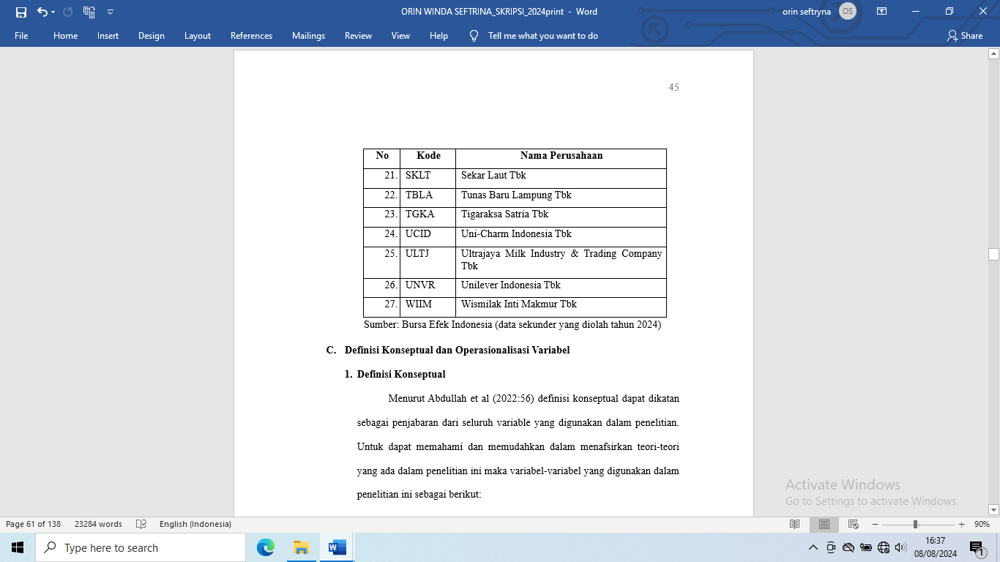 ORIN WINDA SEFTRINA_SKRIPSI_2024print - Word
orin seftryna
OS
File Home Insert Design Layout References Mailings Review View Help Tell me what you want to do Share
45
No Kode Nama Perusahaan
21. SKLT Sekar Laut Tbk
22. TBLA Tunas Baru Lampung Tbk
23. TGKA Tigaraksa Satria Tbk
24. UCID Uni-Charm Indonesia Tbk
25. ULTJ Ultrajaya Milk Industry & Trading Company
Tbk
26. UNVR Unilever Indonesia Tbk
27. WIIM Wismilak Inti Makmur Tbk
Sumber: Bursa Efek Indonesia (data sekunder yang diolah tahun 2024)
C. Definisi Konseptual dan Operasionalisasi Variabel
1. Definisi Konseptual
Menurut Abdullah et al (2022:56) definisi konseptual dapat dikatan
sebagai penjabaran dari seluruh variable yang digunakan dalam penelitian.
Untuk dapat memahami dan memudahkan dalam menafsirkan teori-teori
yang ada dalam penelitian ini maka variabel-variabel yang digunakan dalam
penelitian ini sebagai berikut:
Activate Windows
Go to Settings to activate Windows.
Page 61 of 138 23284 words English (Indonesia) 90%
Type here to search
16:37
08/08/2024
1